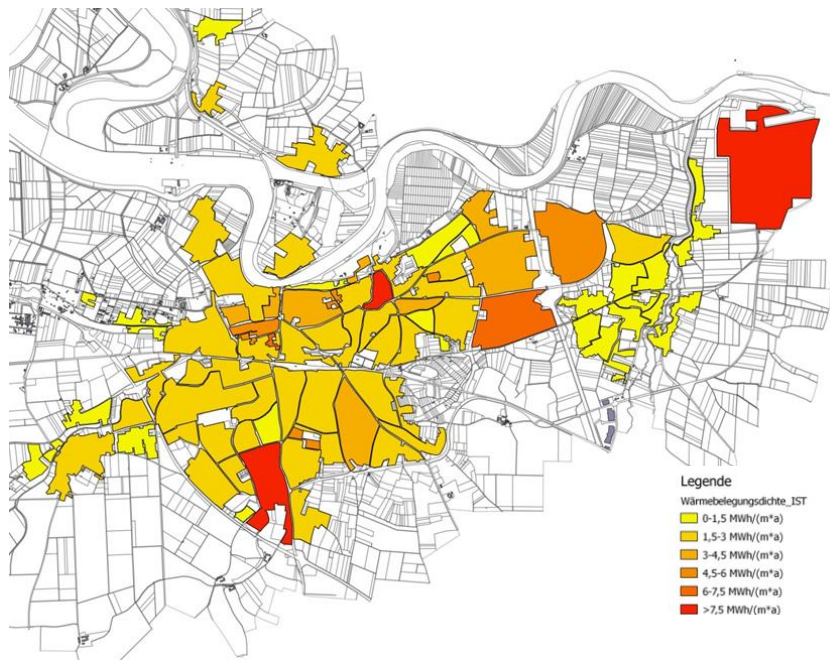 Legende
Wärmebelegungsdichte_IST
0-1,5 MWh/(m*a)
1,5-3 MWh/(m*a)
3-4,5 MWh/(m*a)
4,5-6 MWh/(m*a)
6-7,5 MWh/(m*a)
>7,5 MWh/(m*a)